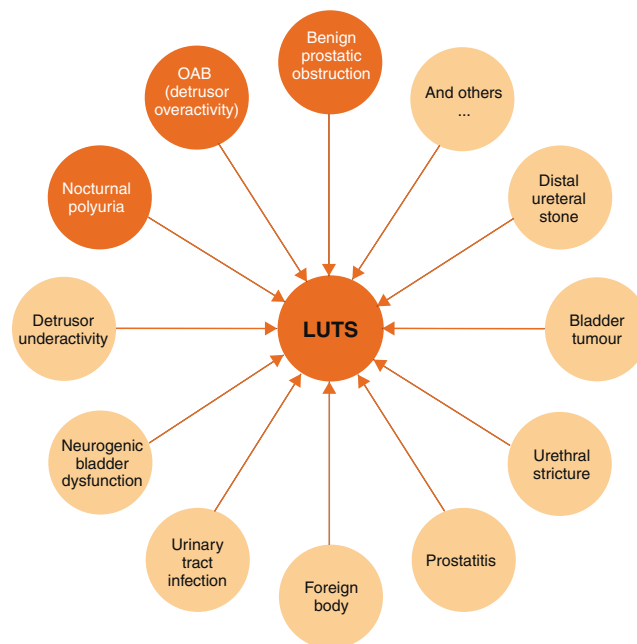 Benign
prostatic
obstruction
And others
...
Distal
ureteral
stone
Bladder
tumour
Urethral
stricture
Prostatitis
Foreign
body
Urinary
tract
infection
Neurogenic
bladder
dysfunction
Detrusor
underactivity
Nocturnal
polyuria
OAB
(detrusor
overactivity)
LUTS